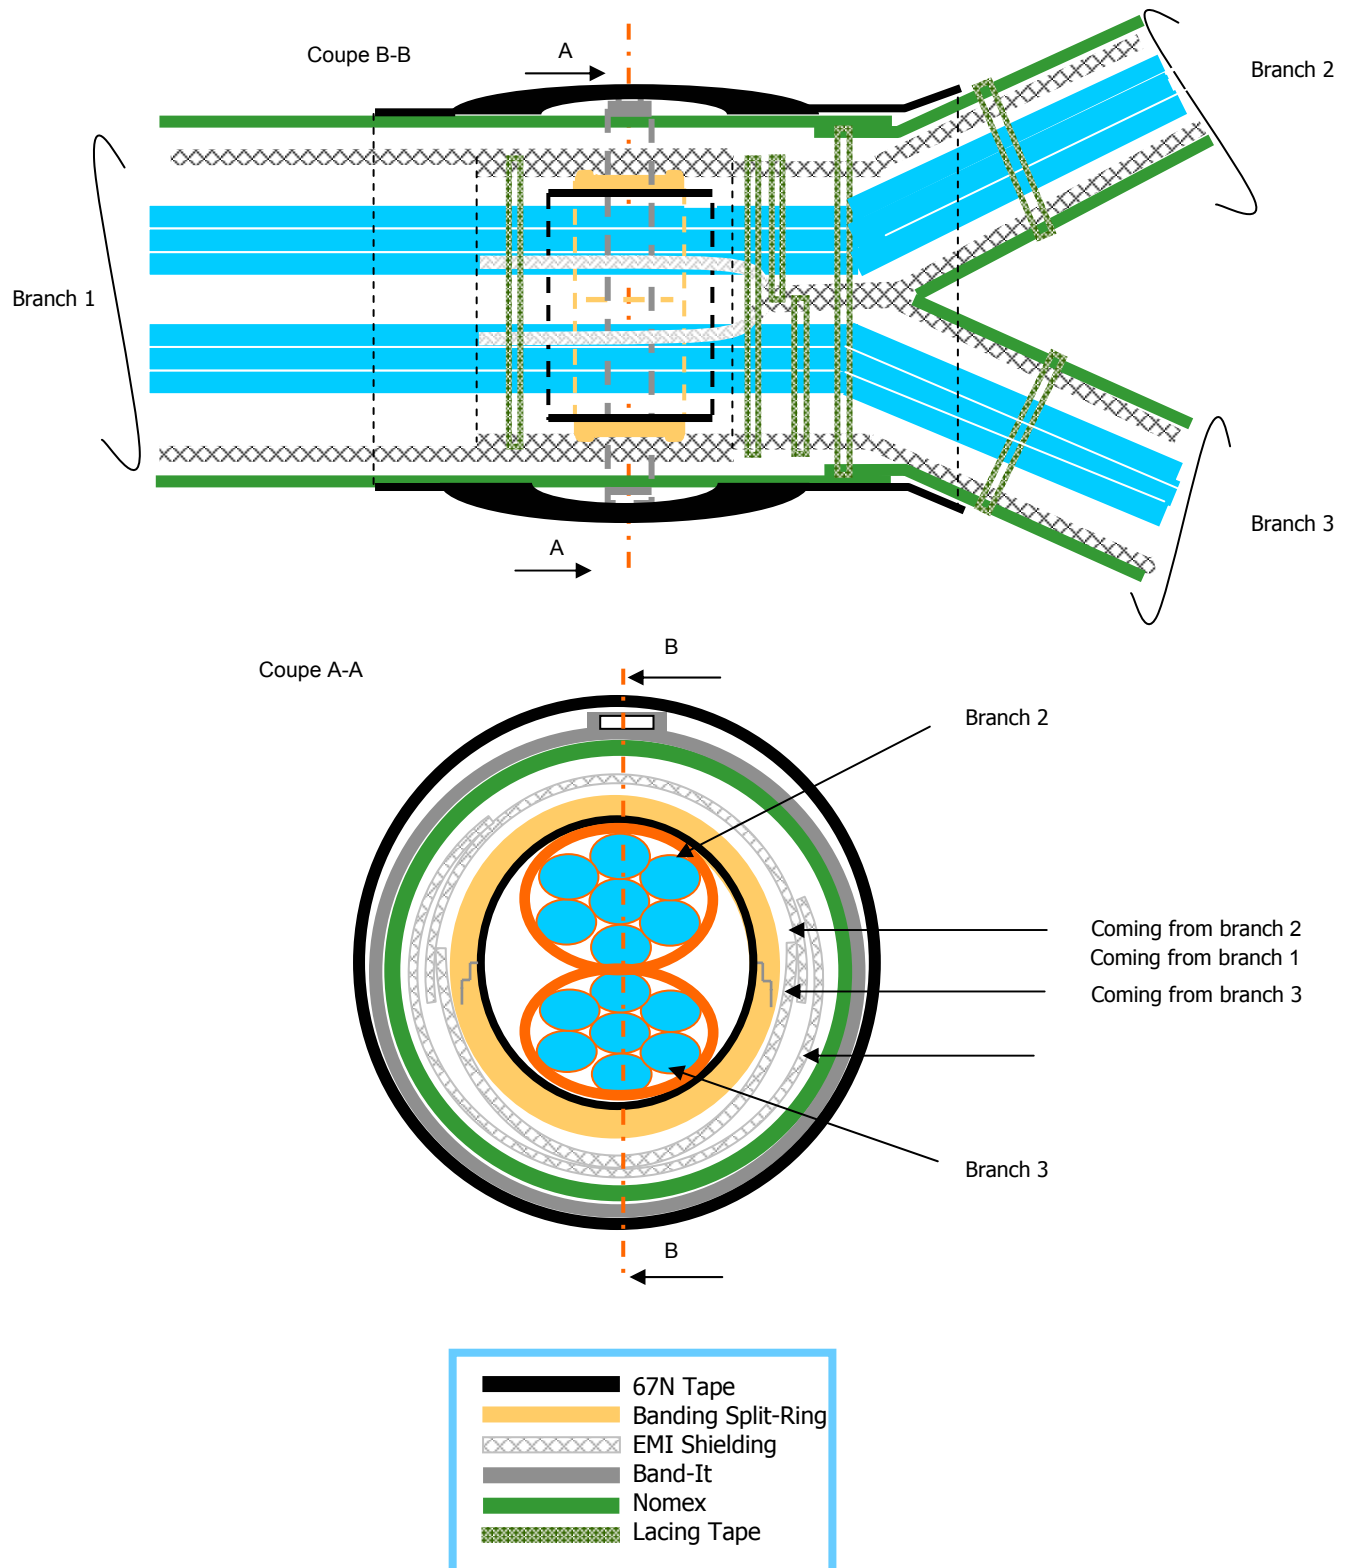 A
Coupe B-B
Branch 2
Branch 1
Branch 3
A
B
Coupe A-A
Branch 2
Coming from branch 2
Coming from branch 1
Coming from branch 3
Branch 3
B
67N Tape
Banding Split-Ring
EMI Shielding
Band-It
Nomex
Lacing Tape